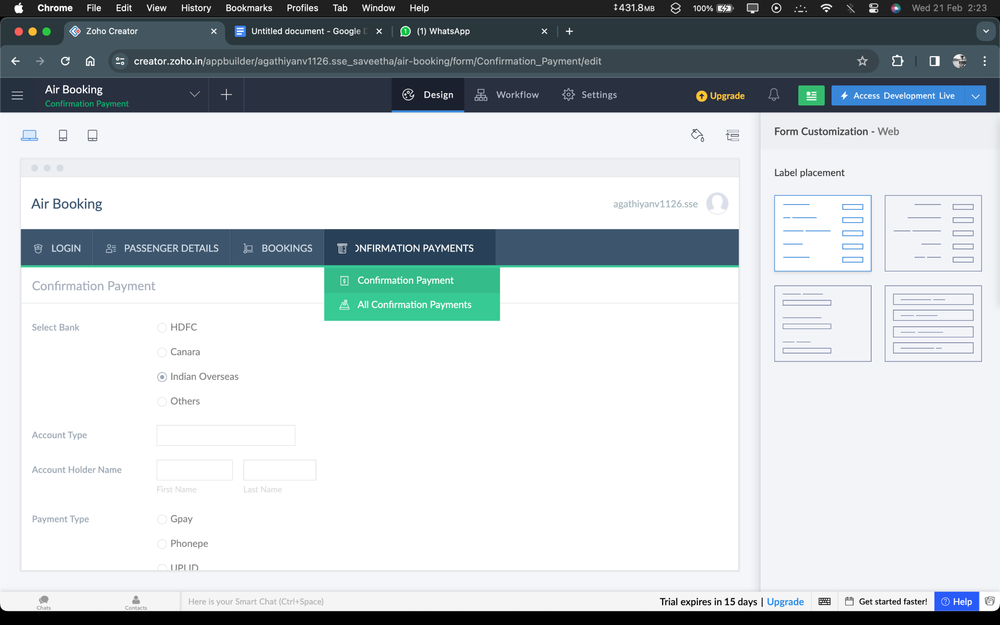 Chrome File Edit View History Bookmarks Profiles Tab Window Help 431.8MB 100% Wed 21 Feb 2:23
Zoho Creator Untitled document - Google D 1 (1) WhatsApp
creator.zoho.in/appbuilder/agathiyanv1126.sse_saveetha/air-booking/form/Confirmation_Payment/edit
Air Booking
Confirmation Payment
Design Workflow Settings Upgrade Access Development Live
Form Customization - Web
Label placement
Air Booking agathiyanv1126.sse
LOGIN PASSENGER DETAILS BOOKINGS ONFIRMATION PAYMENTS
Confirmation Payment
All Confirmation Payments
Confirmation Payment
Select Bank HDFC
Canara
Indian Overseas
Others
Account Type
Account Holder Name
First Name Last Name
Payment Type Gpay
Phonepe
UPI ID
Chats Contacts Here is your Smart Chat (Ctrl+Space) Trial expires in 15 days | Upgrade Get started faster! Help